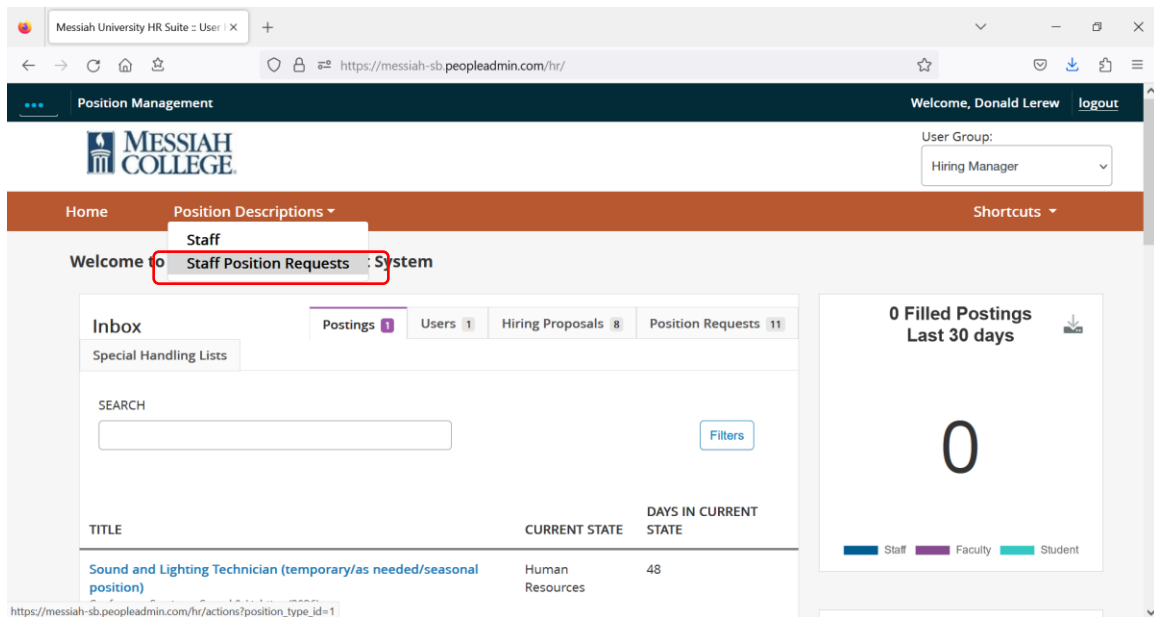 Messiah University HR Suite :: User
https://messiah-sb.peopleadmin.com/hr/
Position Management
Welcome, Donald Lerew
logout
MESSIAH
COLLEGE
User Group:
Hiring Manager
Home
Position Descriptions
Shortcuts
Staff
Staff Position Requests
Welcome to
System
Inbox
Postings 1
Users 1
Hiring Proposals 8
Position Requests 11
Special Handling Lists
SEARCH
Filters
TITLE
CURRENT STATE
DAYS IN CURRENT
STATE
Sound and Lighting Technician (temporary/as needed/seasonal
position)
Human
Resources
48
0 Filled Postings
Last 30 days
0
Staff
Faculty
Student
https://messiah-sb.peopleadmin.com/hr/actions?position_type_id=1